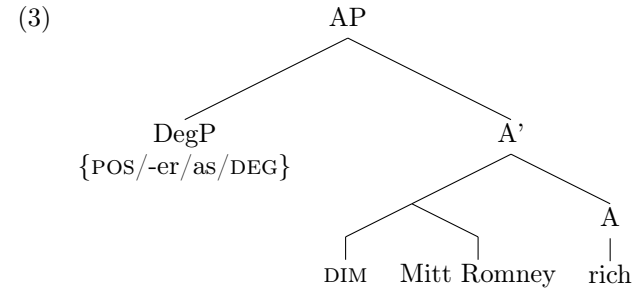 (3)
AP
DegP A'
{POS/-er/as/DEG}
A
DIM Mitt Romney rich